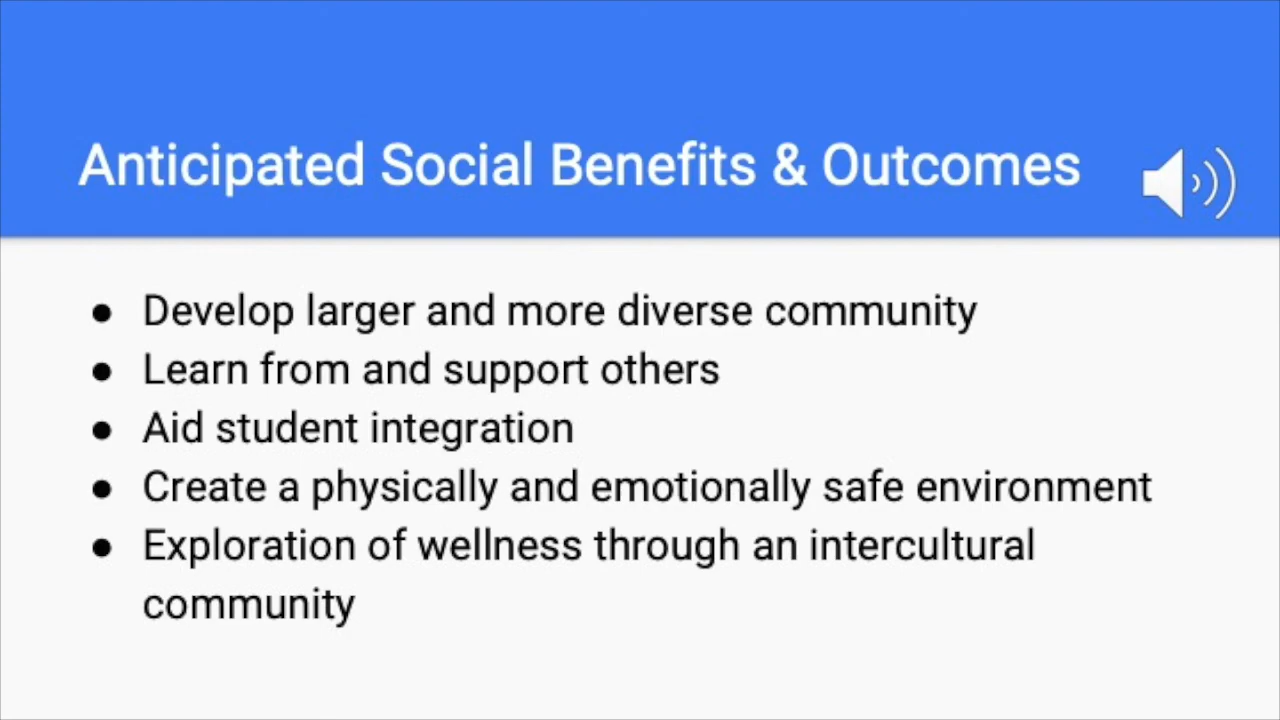 Anticipated Social Benefits & Outcomes
● Develop larger and more diverse community
● Learn from and support others
● Aid student integration
● Create a physically and emotionally safe environment
● Exploration of wellness through an intercultural
community